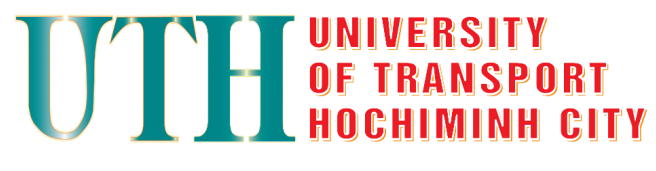 UTH
UNIVERSITY
OF TRANSPORT
HOCHIMINH CITY